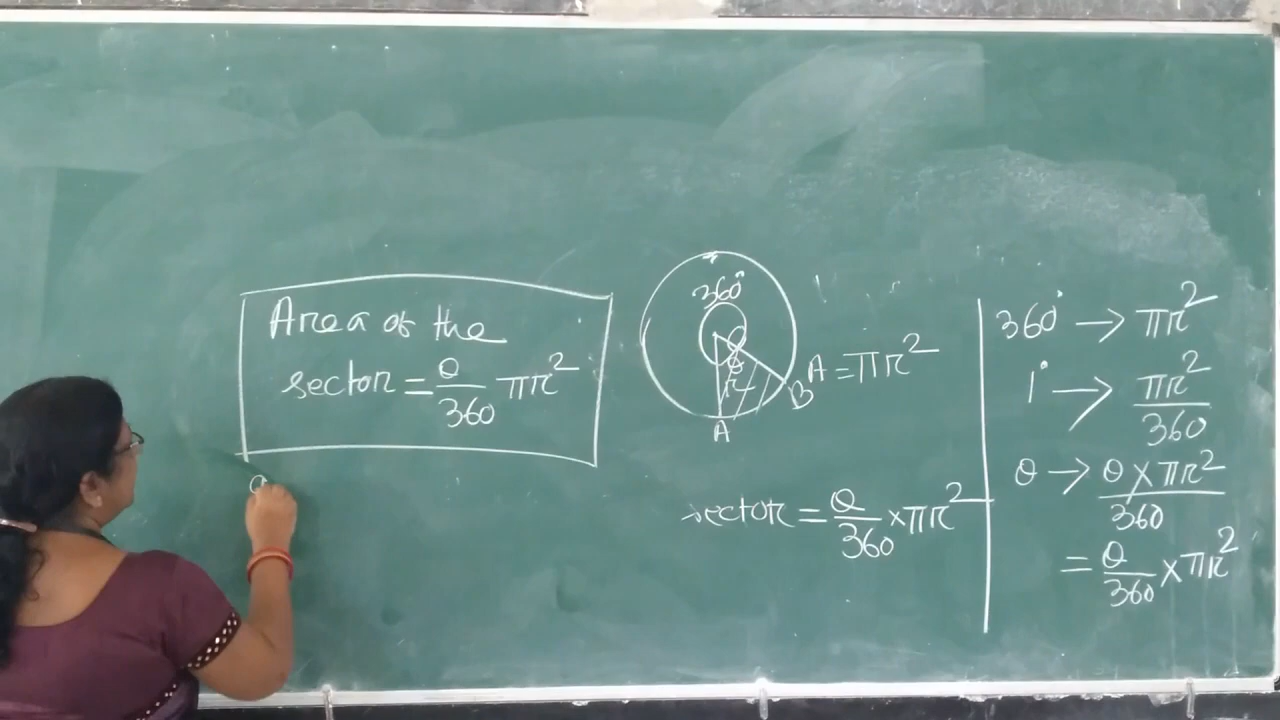 Area of the
sector = θ/360 πr²
θ
360°
θ
r
A
B
A = πr²
sector = θ/360 × πr²
360° → πr²
1° → πr²/360
θ → θ × πr²/360
= θ/360 × πr²